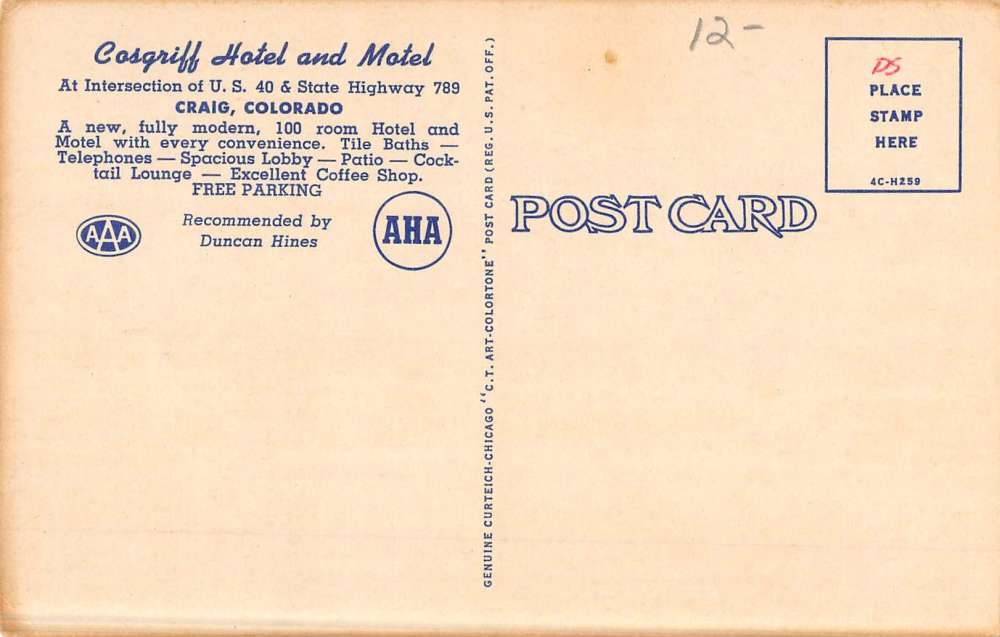 Cosgriff Hotel and Motel
At Intersection of U. S. 40 & State Highway 789
CRAIG, COLORADO
A new, fully modern, 100 room Hotel and
Motel with every convenience. Tile Baths —
Telephones — Spacious Lobby — Patio — Cock-
tail Lounge — Excellent Coffee Shop.
FREE PARKING
AAA
Recommended by
Duncan Hines
AHA
GENUINE CURTEICH-CHICAGO "C.T. ART-COLORTONE" POST CARD (REG. U.S. PAT. OFF.)
12-
POST CARD
DS
PLACE
STAMP
HERE
4C-H259